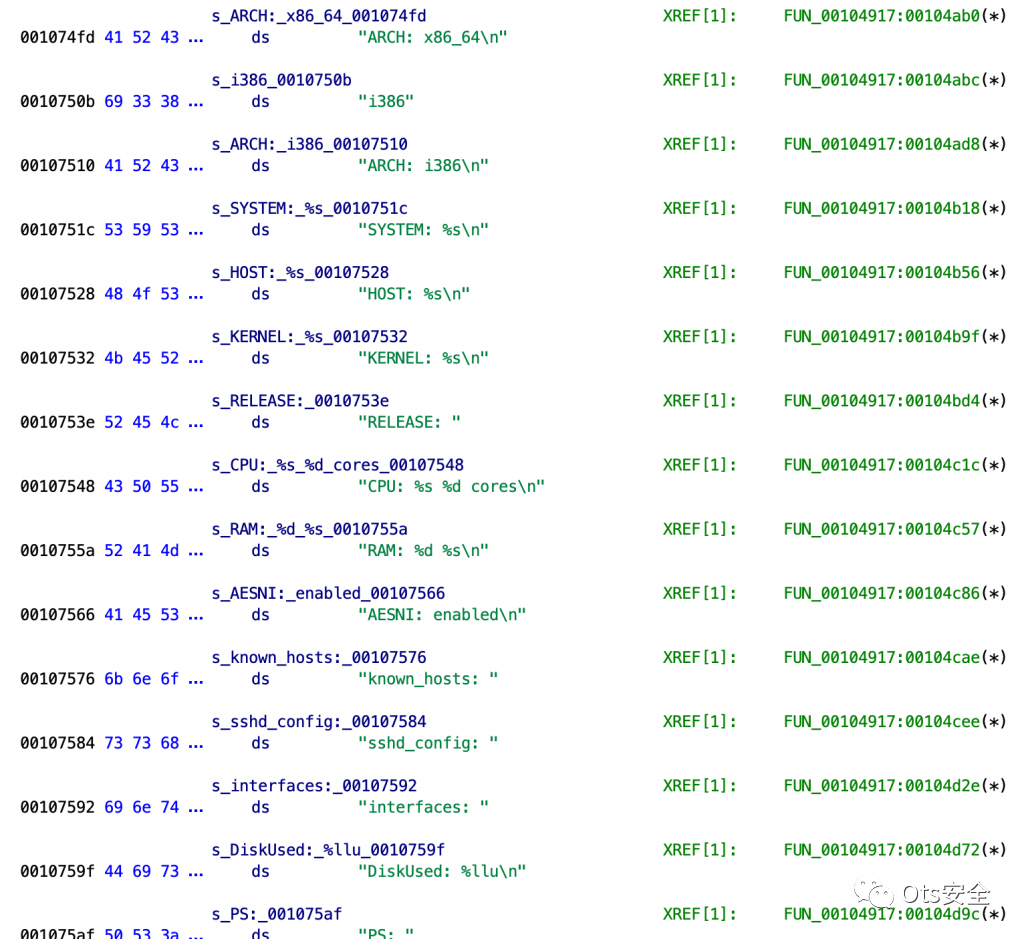 s_ARCH:_x86_64_001074fd XREF[1]: FUN_00104917:00104ab0(*)
001074fd 41 52 43 ... ds "ARCH: x86_64\n"
s_i386_0010750b XREF[1]: FUN_00104917:00104abc(*)
0010750b 69 33 38 ... ds "i386"
s_ARCH:_i386_00107510 XREF[1]: FUN_00104917:00104ad8(*)
00107510 41 52 43 ... ds "ARCH: i386\n"
s_SYSTEM:_%s_0010751c XREF[1]: FUN_00104917:00104b18(*)
0010751c 53 59 53 ... ds "SYSTEM: %s\n"
s_HOST:_%s_00107528 XREF[1]: FUN_00104917:00104b56(*)
00107528 48 4f 53 ... ds "HOST: %s\n"
s_KERNEL:_%s_00107532 XREF[1]: FUN_00104917:00104b9f(*)
00107532 4b 45 52 ... ds "KERNEL: %s\n"
s_RELEASE:_0010753e XREF[1]: FUN_00104917:00104bd4(*)
0010753e 52 45 4c ... ds "RELEASE: "
s_CPU:_%s_%d_cores_00107548 XREF[1]: FUN_00104917:00104c1c(*)
00107548 43 50 55 ... ds "CPU: %s %d cores\n"
s_RAM:_%d_%s_0010755a XREF[1]: FUN_00104917:00104c57(*)
0010755a 52 41 4d ... ds "RAM: %d %s\n"
s_AESNI:_enabled_00107566 XREF[1]: FUN_00104917:00104c86(*)
00107566 41 45 53 ... ds "AESNI: enabled\n"
s_known_hosts:_00107576 XREF[1]: FUN_00104917:00104cae(*)
00107576 6b 6e 6f ... ds "known_hosts: "
s_sshd_config:_00107584 XREF[1]: FUN_00104917:00104cee(*)
00107584 73 73 68 ... ds "sshd_config: "
s_interfaces:_00107592 XREF[1]: FUN_00104917:00104d2e(*)
00107592 69 6e 74 ... ds "interfaces: "
s_DiskUsed:_%llu_0010759f XREF[1]: FUN_00104917:00104d72(*)
0010759f 44 69 73 ... ds "DiskUsed: %llu\n"
Ots安全
s_PS:_001075af XREF[1]: FUN_00104917:00104d9c(*)
001075af 50 53 3a ... ds "PS: "